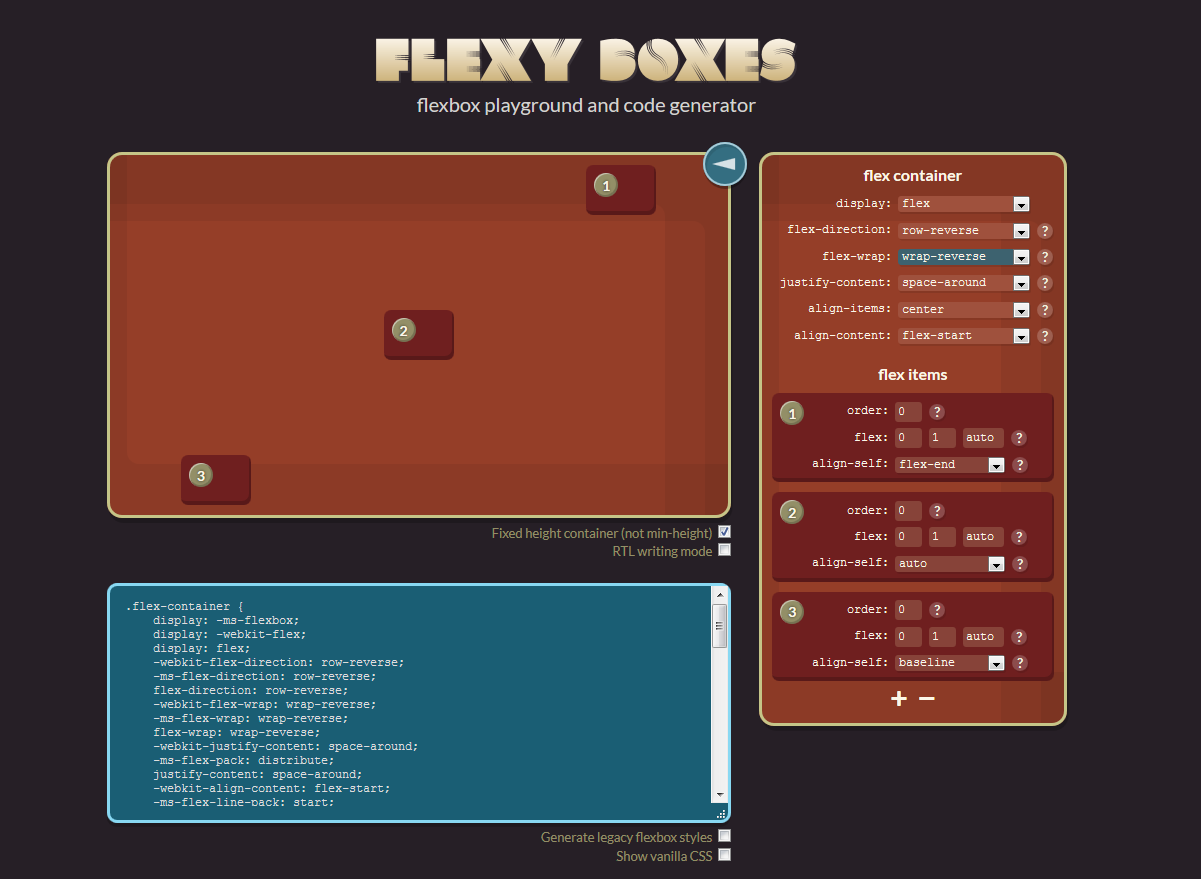 FLEXY BOXES
flexbox playground and code generator
1
2
3
Fixed height container (not min-height)
RTL writing mode
.flex-container {
display: -ms-flexbox;
display: -webkit-flex;
display: flex;
-webkit-flex-direction: row-reverse;
-ms-flex-direction: row-reverse;
flex-direction: row-reverse;
-webkit-flex-wrap: wrap-reverse;
-ms-flex-wrap: wrap-reverse;
flex-wrap: wrap-reverse;
-webkit-justify-content: space-around;
-ms-flex-pack: distribute;
justify-content: space-around;
-webkit-align-content: flex-start;
-ms-flex-line-pack: start;
Generate legacy flexbox styles
Show vanilla CSS
flex container
display: flex
flex-direction: row-reverse ?
flex-wrap: wrap-reverse ?
justify-content: space-around ?
align-items: center ?
align-content: flex-start ?
flex items
1 order: 0 ?
flex: 0 1 auto ?
align-self: flex-end ?
2 order: 0 ?
flex: 0 1 auto ?
align-self: auto ?
3 order: 0 ?
flex: 0 1 auto ?
align-self: baseline ?
+ −